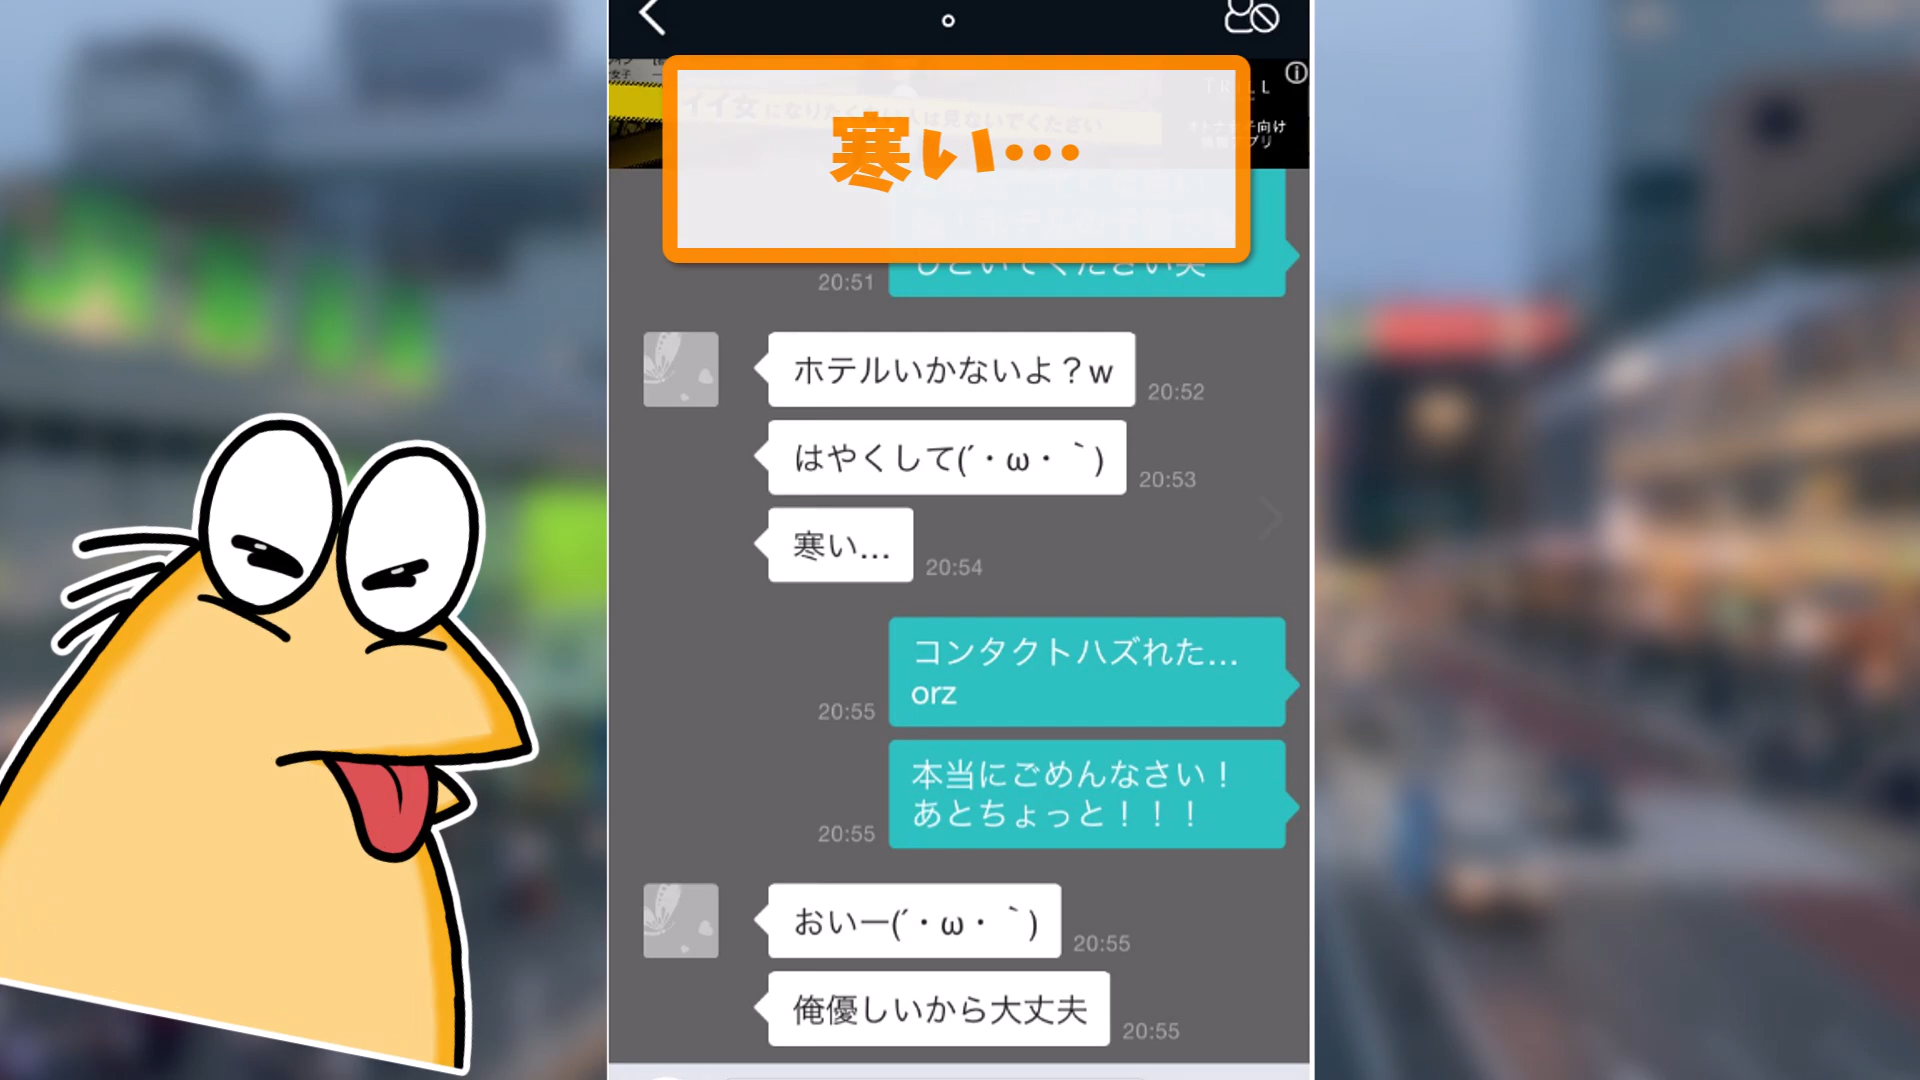 寒い…
20:51
ホテルいかないよ？w
20:52
はやくして(´・ω・｀)
20:53
寒い…
20:54
コンタクトハズれた…
orz
20:55
本当にごめんなさい！
あとちょっと！！！
20:55
おいー(´・ω・｀)
20:55
俺優しいから大丈夫
20:55